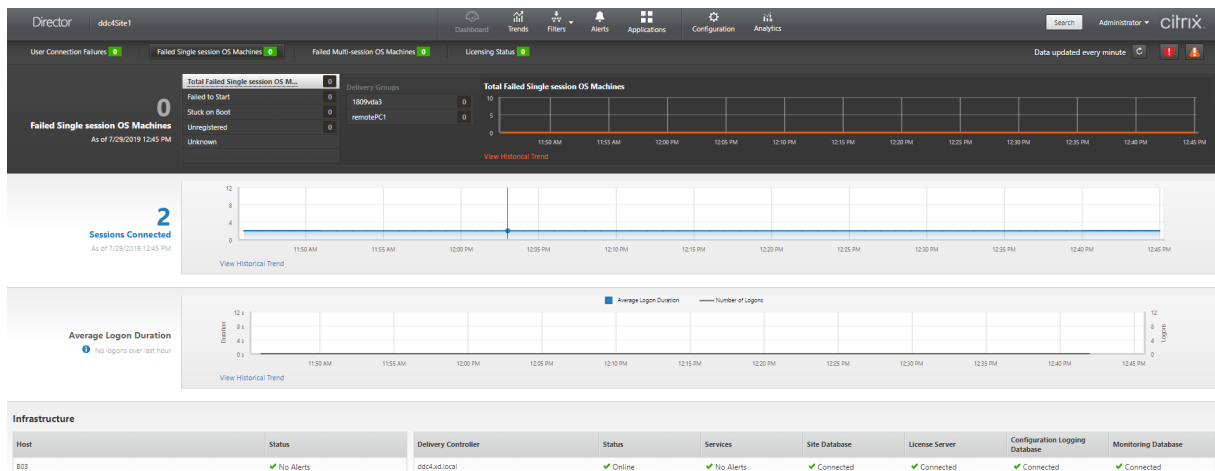 Director ddc4Site1 Dashboard Trends Filters Alerts Applications Configuration Analytics Search Administrator citrix
User Connection Failures 0 Failed Single session OS Machines 0 Failed Multi-session OS Machines 0 Licensing Status 0 Data updated every minute
0
Failed Single session OS Machines
As of 7/29/2019 12:45 PM
Total Failed Single session OS M... 0
Failed to Start 0
Stuck on Boot 0
Unregistered 0
Unknown
Delivery Groups
1809vda3 0
remotePC1 0
Total Failed Single session OS Machines
10
5
0
11:50 AM 11:55 AM 12:00 PM 12:05 PM 12:10 PM 12:15 PM 12:20 PM 12:25 PM 12:30 PM 12:35 PM 12:40 PM 12:45 PM
View Historical Trend
2
Sessions Connected
As of 7/29/2019 12:45 PM
12
8
4
0
11:50 AM 11:55 AM 12:00 PM 12:05 PM 12:10 PM 12:15 PM 12:20 PM 12:25 PM 12:30 PM 12:35 PM 12:40 PM 12:45 PM
View Historical Trend
Average Logon Duration
No logons over last hour
Average Logon Duration Number of Logons
Duration
12 s
8 s
4 s
0 s
12
8
4
0
Logons
11:50 AM 11:55 AM 12:00 PM 12:05 PM 12:10 PM 12:15 PM 12:20 PM 12:25 PM 12:30 PM 12:35 PM 12:40 PM 12:45 PM
View Historical Trend
Infrastructure
Host Status Delivery Controller Status Services Site Database License Server Configuration Logging Database Monitoring Database
B03 No Alerts ddc4.xd.local Online No Alerts Connected Connected Connected Connected